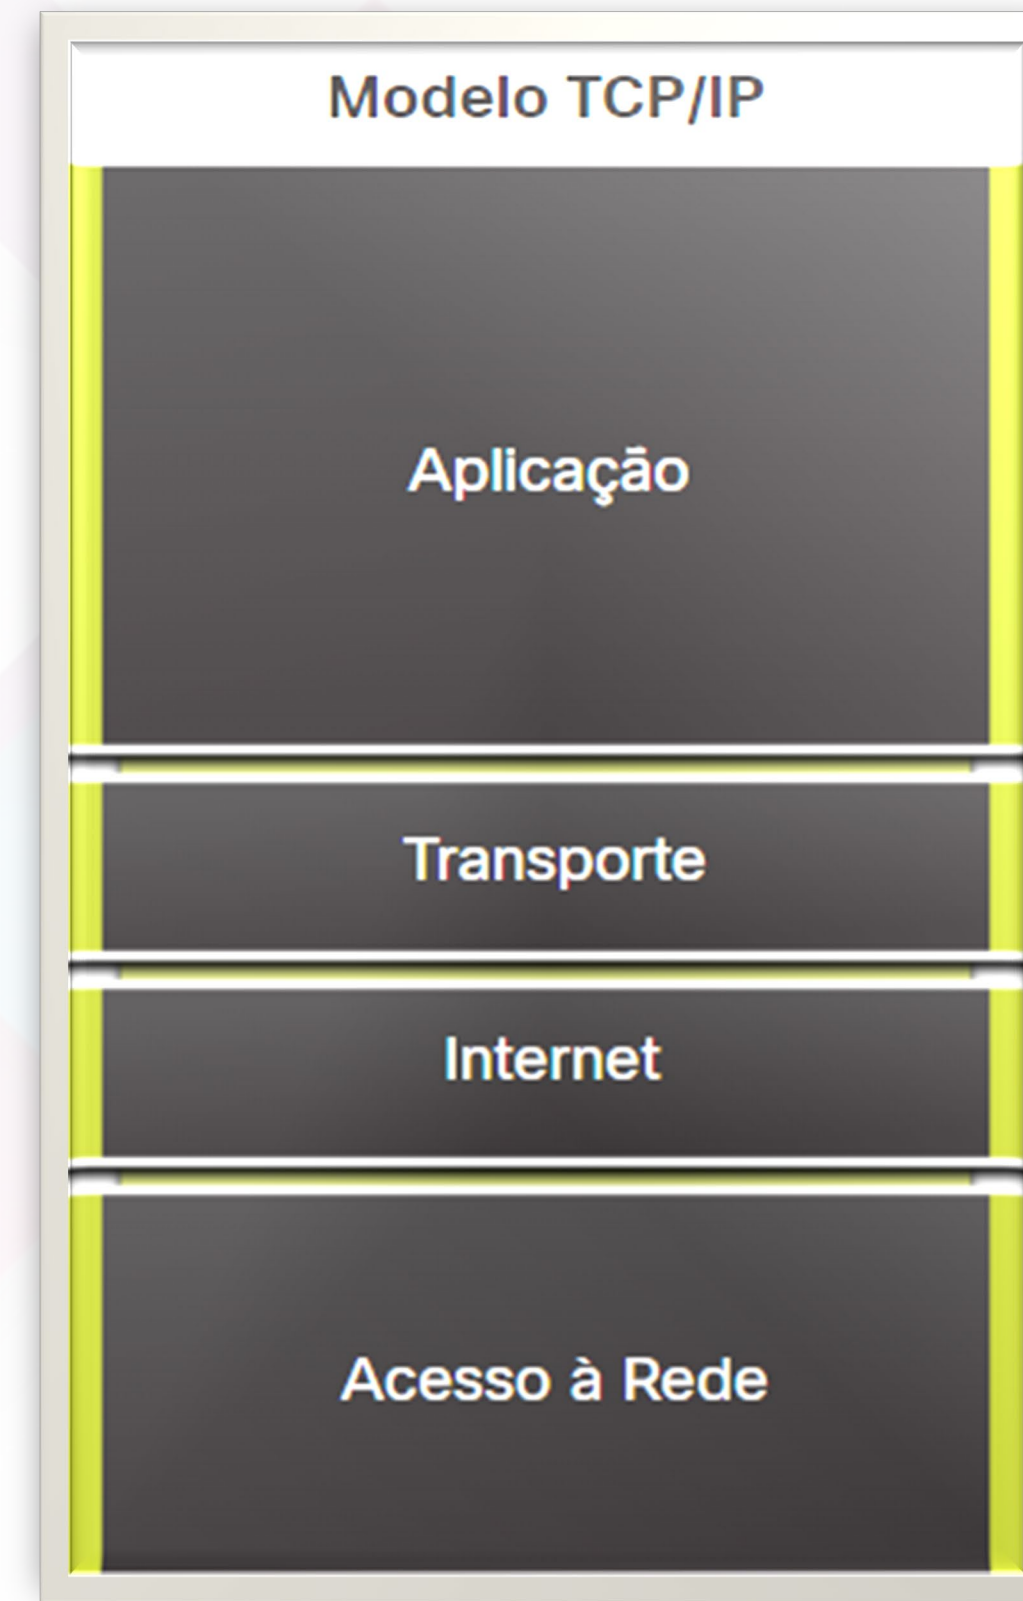 Modelo TCP/IP
Aplicação
Transporte
Internet
Acesso à Rede